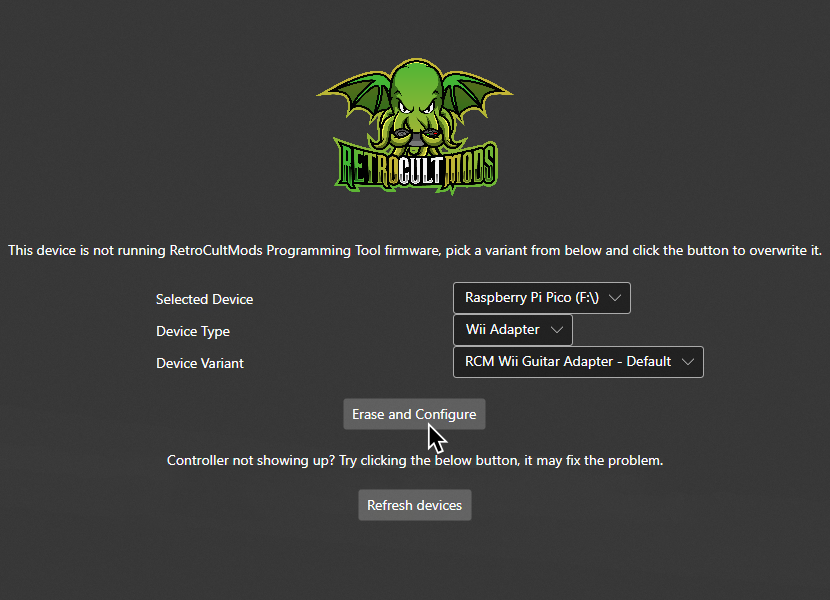 RETROCULTMODS
This device is not running RetroCultMods Programming Tool firmware, pick a variant from below and click the button to overwrite it.
Selected Device
Raspberry Pi Pico (F:\)
Device Type
Wii Adapter
Device Variant
RCM Wii Guitar Adapter - Default
Erase and Configure
Controller not showing up? Try clicking the below button, it may fix the problem.
Refresh devices